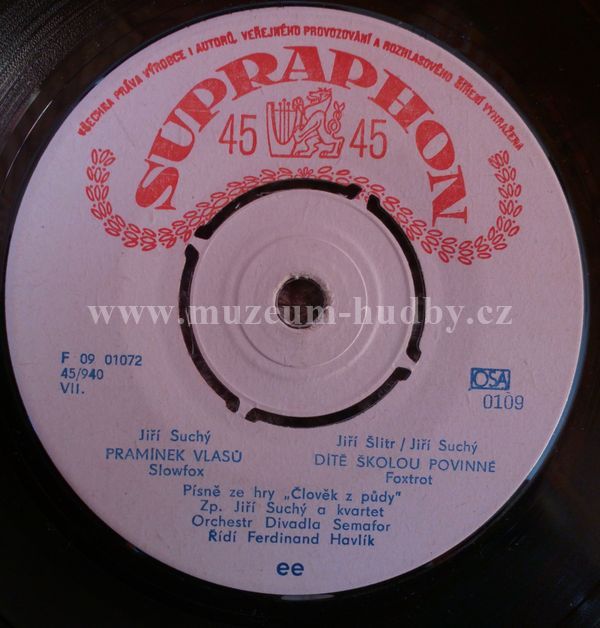 VŠECHNA PRÁVA VÝROBCE I AUTORŮ, VEŘEJNÉHO PROVOZOVÁNÍ A ROZHLASOVÉHO ŠÍŘENÍ VYHRAŽENA
SUPRAPHON
45 45
www.muzeum-hudby.cz
F 09 01072
45/940
VII.
OSA
0109
Jiří Suchý
PRAMÍNEK VLASŮ
Slowfox
Jiří Šlitr / Jiří Suchý
DÍTĚ ŠKOLOU POVINNÉ
Foxtrot
Písně ze hry „Člověk z půdy"
Zp. Jiří Suchý a kvartet
Orchestr Divadla Semafor
Řídí Ferdinand Havlík
ee